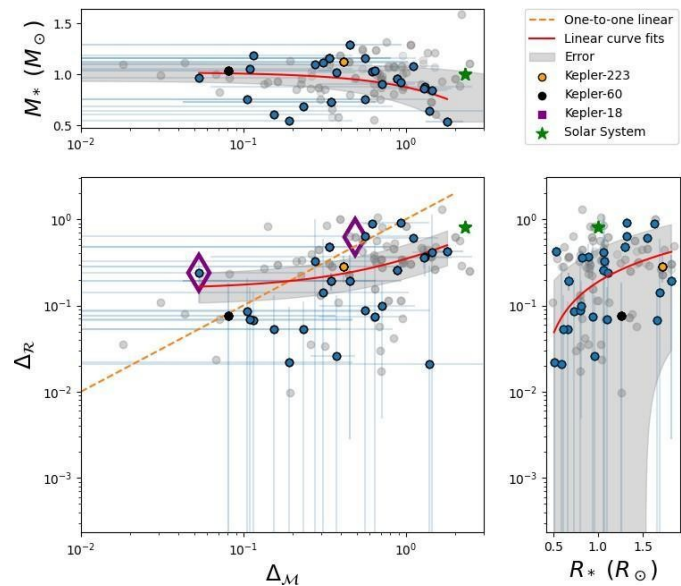 1.5
1.0
0.5
M* (M⊙)
10⁻² 10⁻¹ 10⁰
One-to-one linear
Linear curve fits
Error
Kepler-223
Kepler-60
Kepler-18
Solar System
10⁰
10⁻¹
10⁻²
10⁻³
Δ_R
10⁻² 10⁻¹ 10⁰
Δ_M
10⁰
10⁻¹
10⁻²
10⁻³
0.5 1.0 1.5
R* (R⊙)